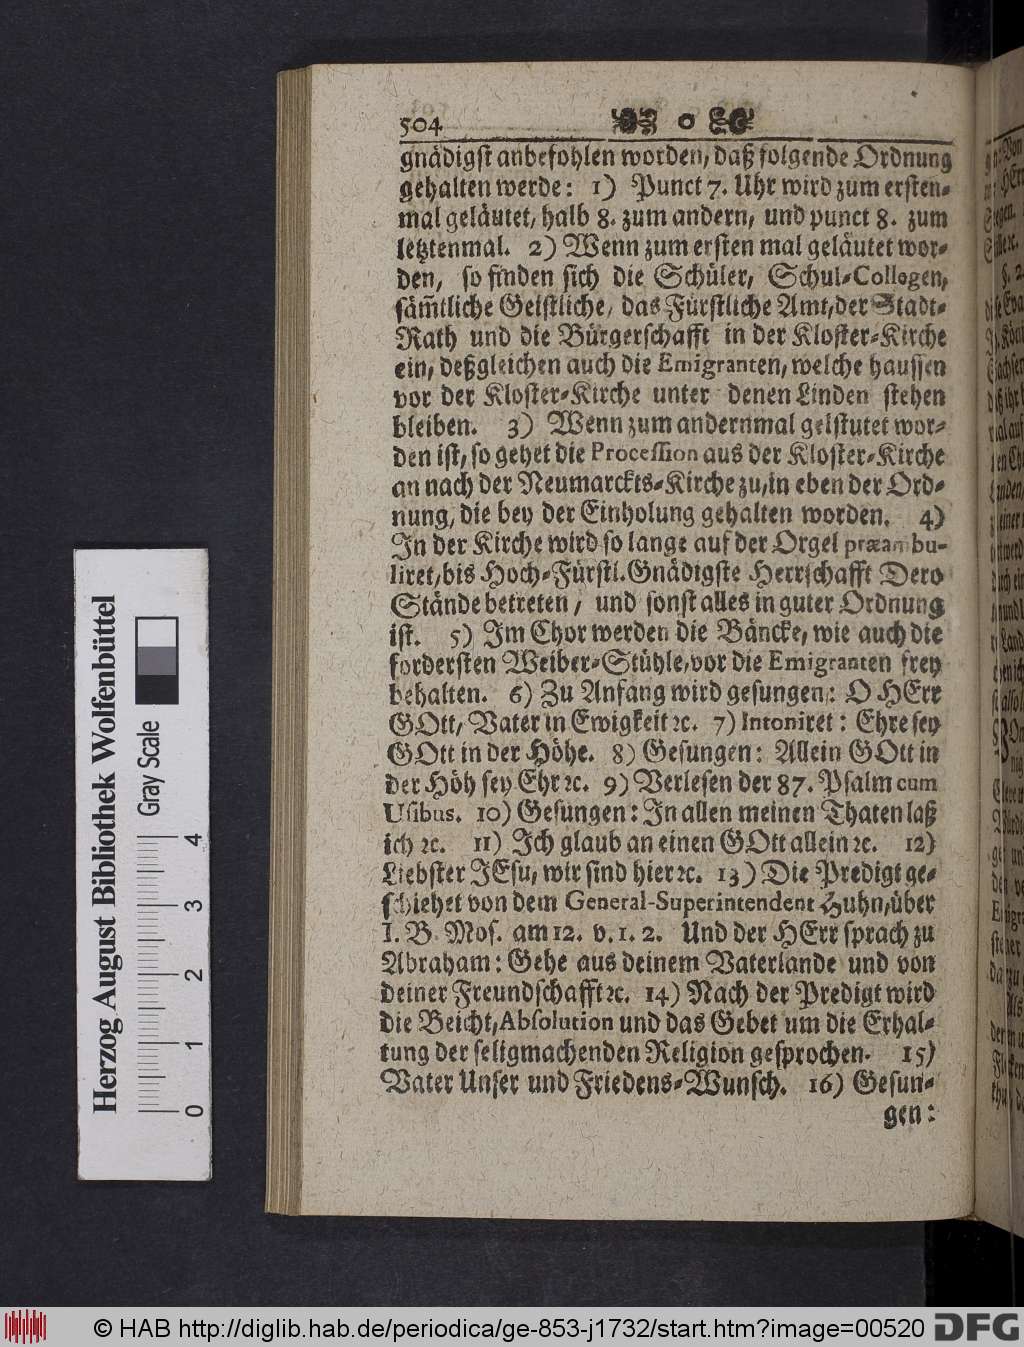 504 o
gnädigst anbefohlen worden, daß folgende Ordnung
gehalten werde: 1) Punct 7. Uhr wird zum ersten-
mal geläutet, halb 8. zum andern, und punct 8. zum
letztenmal. 2) Wenn zum ersten mal geläutet wor-
den, so finden sich die Schüler, Schul-Collegen,
säm̃tliche Geistliche, das Fürstliche Amt, der Stadt-
Rath und die Bürgerschafft in der Kloster-Kirche
ein, deßgleichen auch die Emigranten, welche haussen
vor der Kloster-Kirche unter denen Linden stehen
bleiben. 3) Wenn zum andernmal gelstutet wor-
den ist, so gehet die Procession aus der Kloster-Kirche
an nach der Neumarckts-Kirche zu, in eben der Ord-
nung, die bey der Einholung gehalten worden. 4)
In der Kirche wird so lange auf der Orgel præambu-
liret, bis Hoch-Fürstl. Gnädigste Herrschafft Dero
Stände betreten, und sonst alles in guter Ordnung
ist. 5) Im Chor werden die Bäncke, wie auch die
fordersten Weiber-Stühle, vor die Emigranten frey
behalten. 6) Zu Anfang wird gesungen: O HErr
GOtt, Vater in Ewigkeit ꝛc. 7) Intoniret: Ehre sey
GOtt in der Höhe. 8) Gesungen: Allein GOtt in
der Höh sey Ehr ꝛc. 9) Verlesen der 87. Psalm cum
Usibus. 10) Gesungen: In allen meinen Thaten laß
ich ꝛc. 11) Ich glaub an einen GOtt allein ꝛc. 12)
Liebster JEsu, wir sind hier ꝛc. 13) Die Predigt ge-
schiehet von dem General-Superintendent Huhn, über
I. B. Mos. am 12. v. 1. 2. Und der HErr sprach zu
Abraham: Gehe aus deinem Vaterlande und von
deiner Freundschafft ꝛc. 14) Nach der Predigt wird
die Beicht, Absolution und das Gebet um die Erhal-
tung der seligmachenden Religion gesprochen. 15)
Vater Unser und Friedens-Wunsch. 16) Gesun-
gen:
Herzog August Bibliothek Wolfenbüttel
Gray Scale
0 1 2 3 4
© HAB http://diglib.hab.de/periodica/ge-853-j1732/start.htm?image=00520 DFG